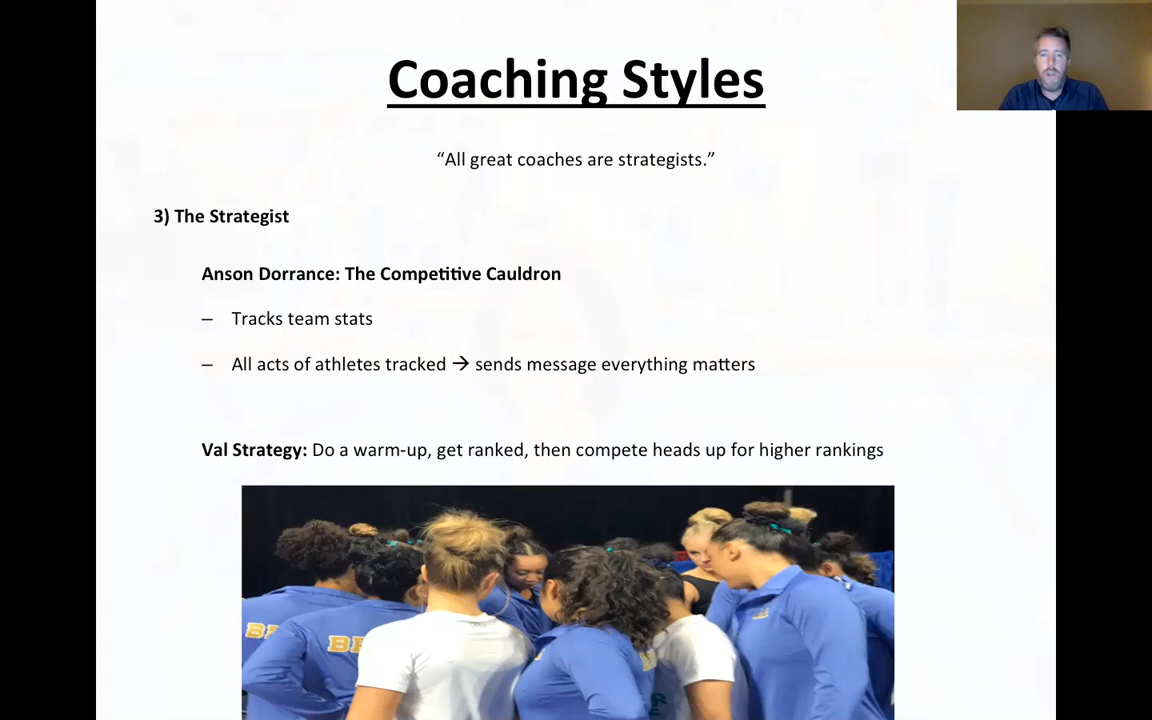 Coaching Styles
“All great coaches are strategists.”
3) The Strategist
Anson Dorrance: The Competitive Cauldron
– Tracks team stats
– All acts of athletes tracked → sends message everything matters
Val Strategy: Do a warm-up, get ranked, then compete heads up for higher rankings